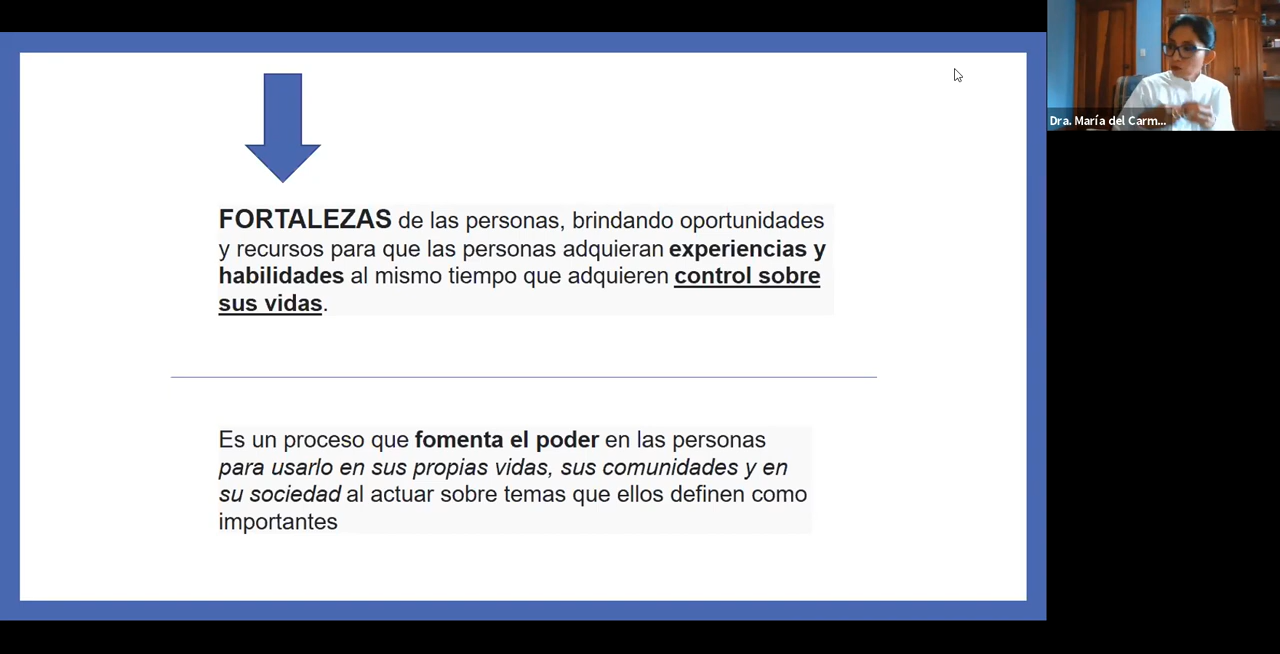 Dra. María del Carm...
FORTALEZAS de las personas, brindando oportunidades
y recursos para que las personas adquieran experiencias y
habilidades al mismo tiempo que adquieren control sobre
sus vidas.
Es un proceso que fomenta el poder en las personas
para usarlo en sus propias vidas, sus comunidades y en
su sociedad al actuar sobre temas que ellos definen como
importantes